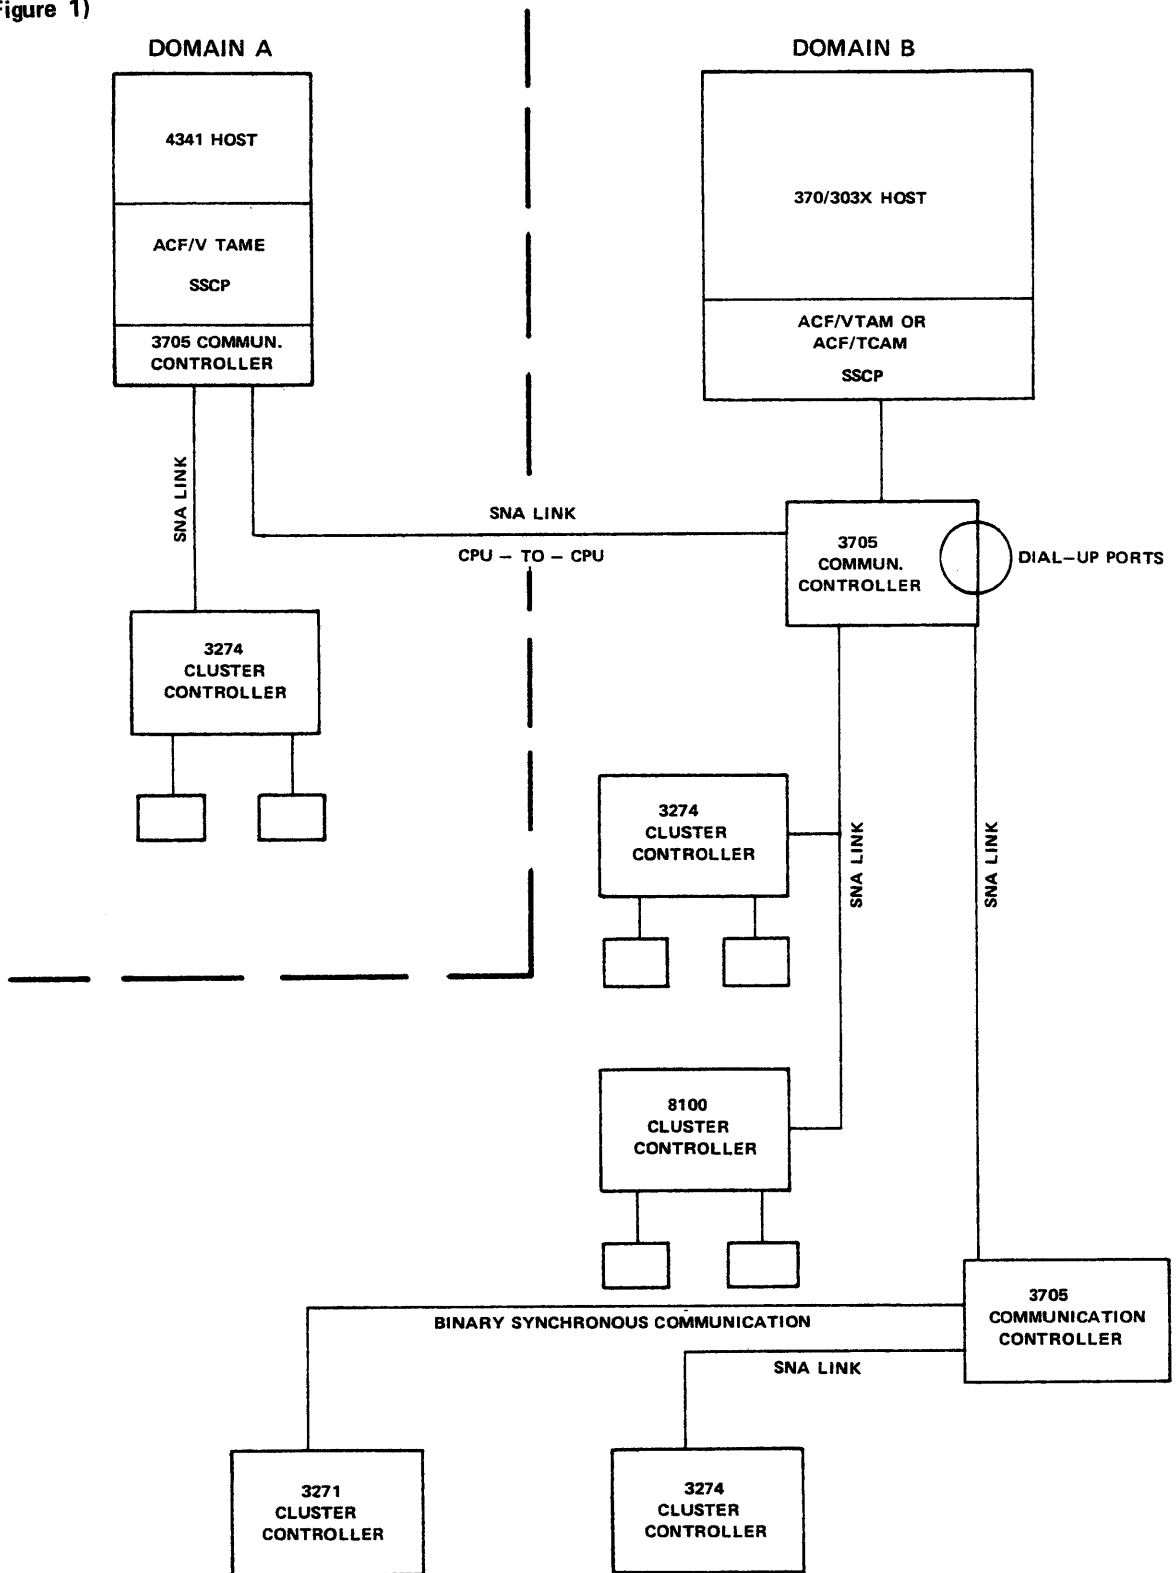 Figure 1)
DOMAIN A
DOMAIN B
4341 HOST
ACF/V TAME
SSCP
3705 COMMUN.
CONTROLLER
370/303X HOST
ACF/VTAM OR
ACF/TCAM
SSCP
SNA LINK
SNA LINK
CPU – TO – CPU
3705
COMMUN.
CONTROLLER
DIAL–UP PORTS
3274
CLUSTER
CONTROLLER
3274
CLUSTER
CONTROLLER
SNA LINK
SNA LINK
8100
CLUSTER
CONTROLLER
3705
COMMUNICATION
CONTROLLER
BINARY SYNCHRONOUS COMMUNICATION
SNA LINK
3271
CLUSTER
CONTROLLER
3274
CLUSTER
CONTROLLER